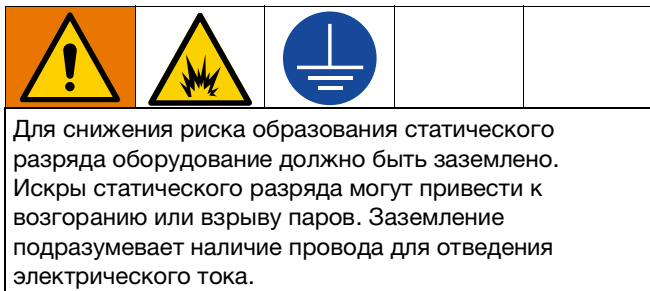 Для снижения риска образования статического
разряда оборудование должно быть заземлено.
Искры статического разряда могут привести к
возгоранию или взрыву паров. Заземление
подразумевает наличие провода для отведения
электрического тока.